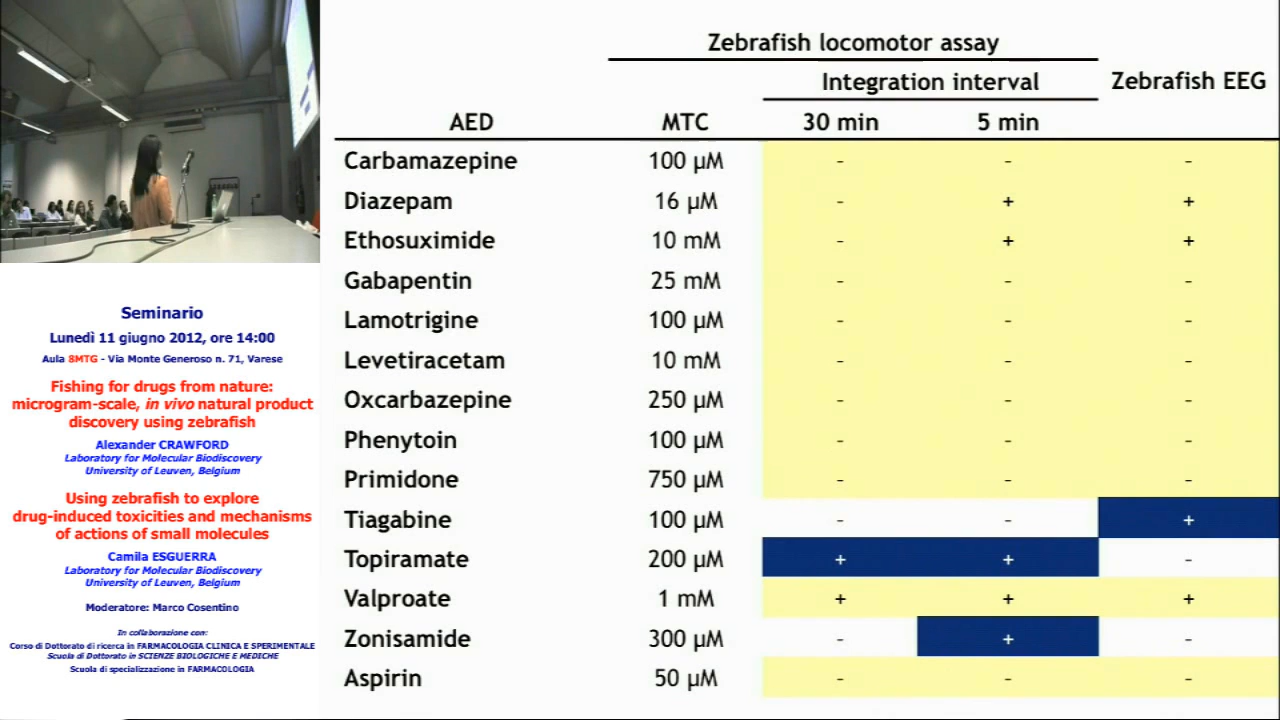 Seminario
Lunedì 11 giugno 2012, ore 14:00
Aula 8MTG - Via Monte Generoso n. 71, Varese
Fishing for drugs from nature:
microgram-scale, in vivo natural product
discovery using zebrafish
Alexander CRAWFORD
Laboratory for Molecular Biodiscovery
University of Leuven, Belgium
Using zebrafish to explore
drug-induced toxicities and mechanisms
of actions of small molecules
Camila ESGUERRA
Laboratory for Molecular Biodiscovery
University of Leuven, Belgium
Moderatore: Marco Cosentino
In collaborazione con:
Corso di Dottorato di ricerca in FARMACOLOGIA CLINICA E SPERIMENTALE
Scuola di Dottorato in SCIENZE BIOLOGICHE E MEDICHE
Scuola di specializzazione in FARMACOLOGIA
Zebrafish locomotor assay
Integration interval Zebrafish EEG
AED MTC 30 min 5 min
Carbamazepine 100 µM - - -
Diazepam 16 µM - + +
Ethosuximide 10 mM - + +
Gabapentin 25 mM - - -
Lamotrigine 100 µM - - -
Levetiracetam 10 mM - - -
Oxcarbazepine 250 µM - - -
Phenytoin 100 µM - - -
Primidone 750 µM - - -
Tiagabine 100 µM - - +
Topiramate 200 µM + + -
Valproate 1 mM + + +
Zonisamide 300 µM - + -
Aspirin 50 µM - - -